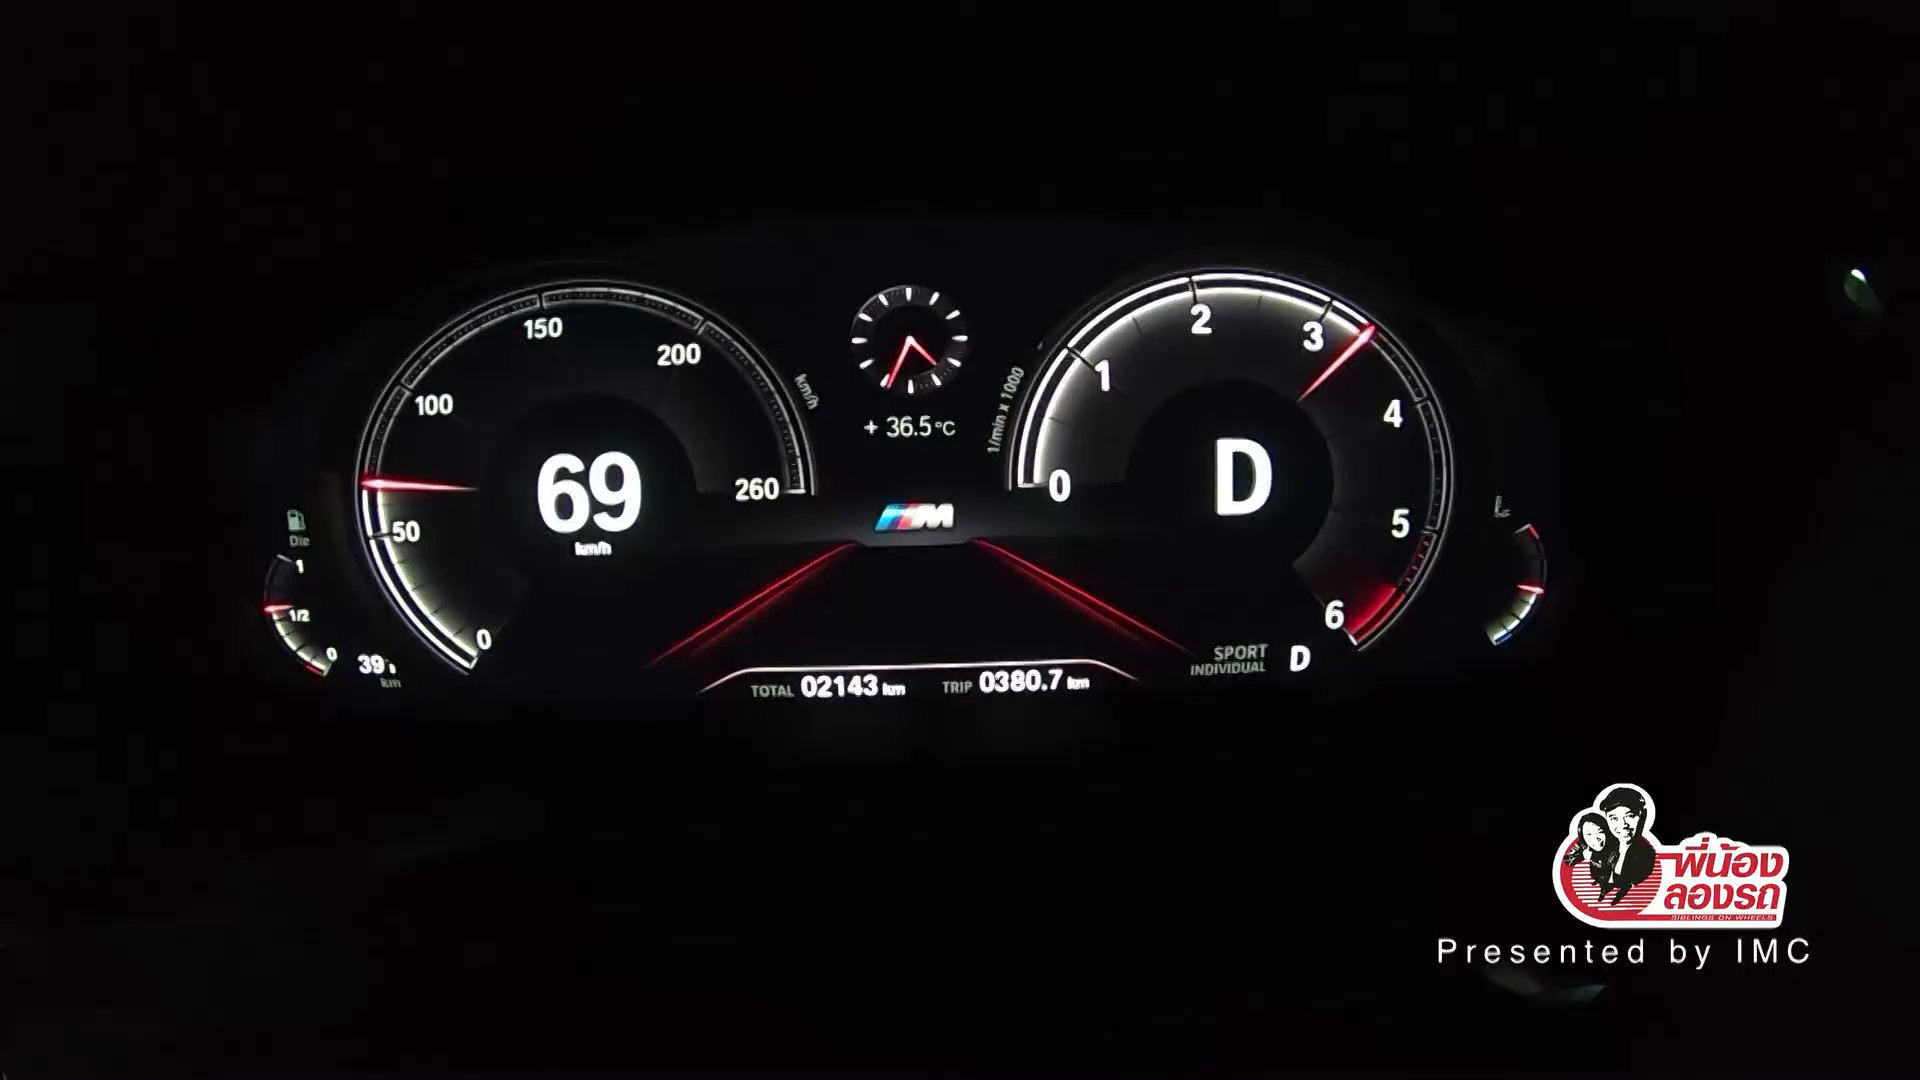 0
50
100
150
200
260
km/h
69
km/h
1
1/2
0
km
+ 36.5°C
1/min x 1000
0
1
2
3
4
5
6
D
M
SPORT
INDIVIDUAL
D
TOTAL 02143 km
TRIP 0380.7 km
พี่น้อง
ลองรถ
SIBLINGS ON WHEELS
Presented by IMC